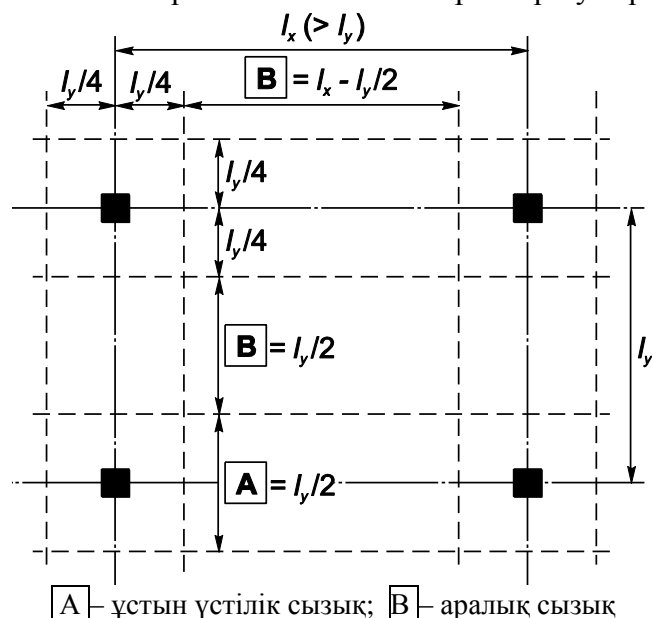 l_x (> l_y)
l_y/4 l_y/4 B = l_x - l_y/2
l_y/4
l_y/4
B = l_y/2
l_y
A = l_y/2
A – ұстын үстілік сызық; B – аралық сызық